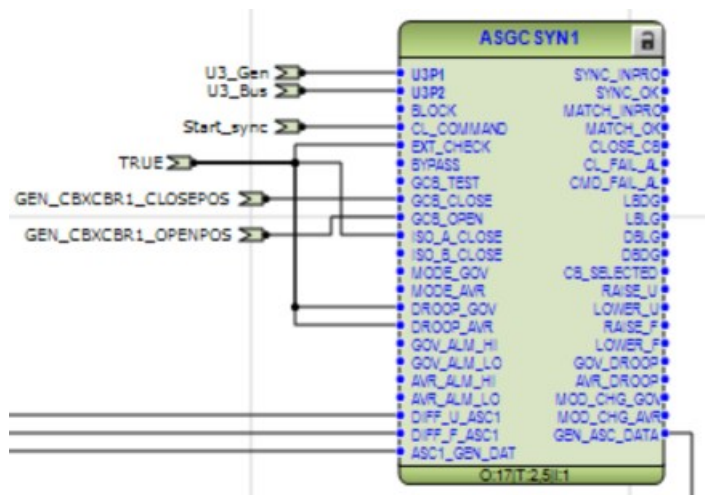 ASGCSYN1
U3_Gen
U3_Bus
Start_sync
TRUE
GEN_CBXCBR1_CLOSEPOS
GEN_CBXCBR1_OPENPOS
U3P1 SYNC_INPRO
U3P2 SYNC_OK
BLOCK MATCH_INPRO
CL_COMMAND MATCH_OK
EXT_CHECK CLOSE_CB
BYPASS CL_FAIL_AL
GCB_TEST CMD_FAIL_AL
GCB_CLOSE LBDG
GCB_OPEN LBLG
ISO_A_CLOSE DBLG
ISO_B_CLOSE DBDG
MODE_GOV CB_SELECTED
MODE_AVR RAISE_U
DROOP_GOV LOWER_U
DROOP_AVR RAISE_F
GOV_ALM_HI LOWER_F
GOV_ALM_LO GOV_DROOP
AVR_ALM_HI AVR_DROOP
AVR_ALM_LO MOD_CHG_GOV
DIFF_U_ASC1 MOD_CHG_AVR
DIFF_F_ASC1 GEN_ASC_DATA
ASC1_GEN_DAT
O:17|T:2.5|I:1